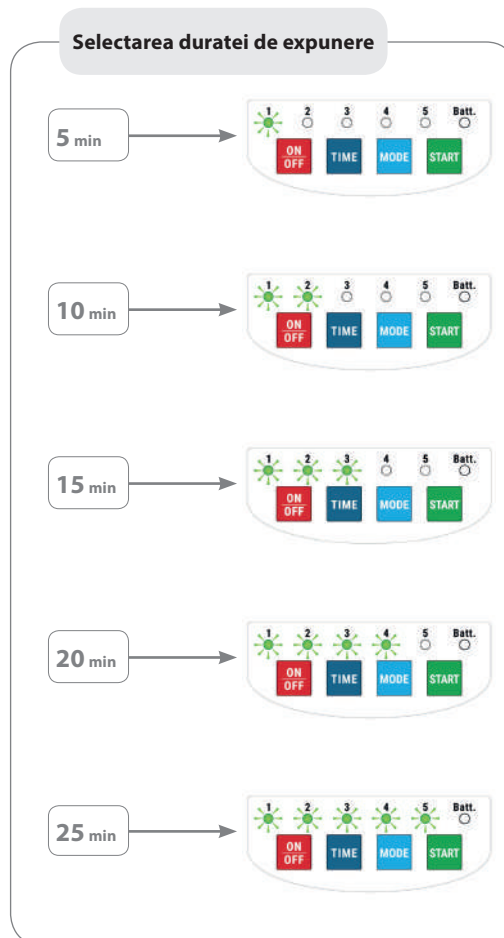 Selectarea duratei de expunere
5 min
1 2 3 4 5 Batt.
ON OFF TIME MODE START
10 min
1 2 3 4 5 Batt.
ON OFF TIME MODE START
15 min
1 2 3 4 5 Batt.
ON OFF TIME MODE START
20 min
1 2 3 4 5 Batt.
ON OFF TIME MODE START
25 min
1 2 3 4 5 Batt.
ON OFF TIME MODE START